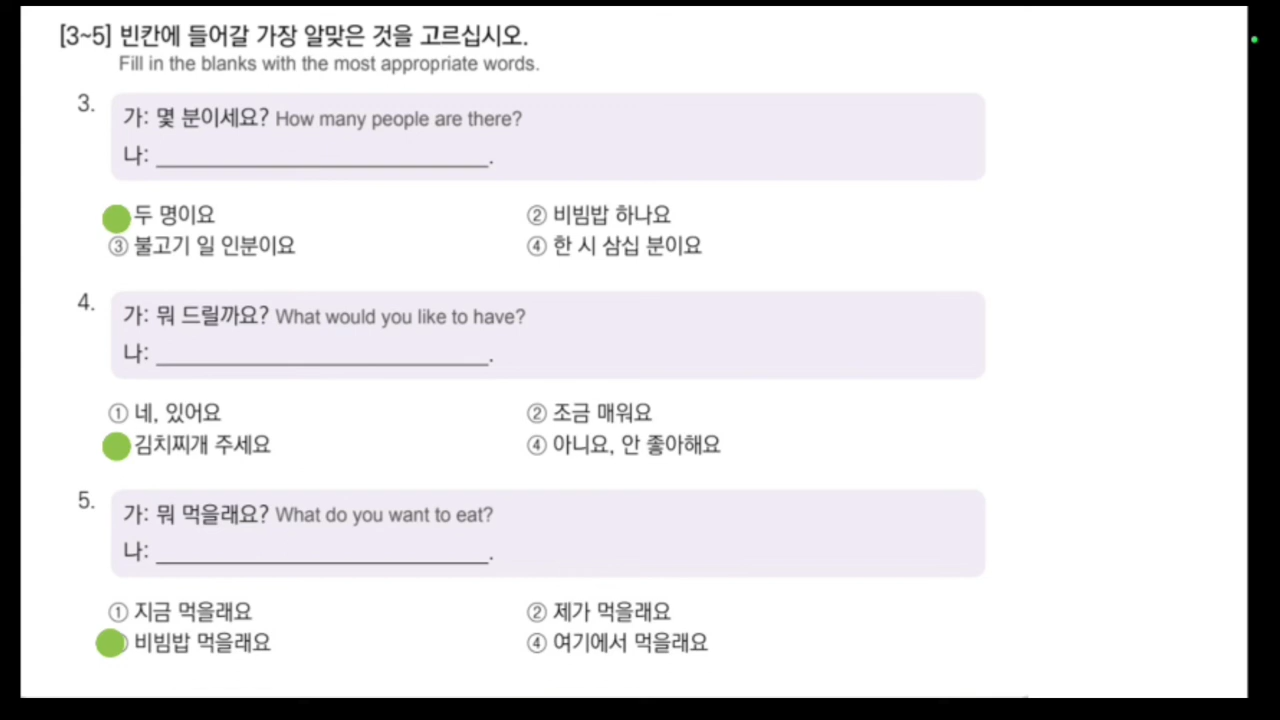 [3~5] 빈칸에 들어갈 가장 알맞은 것을 고르십시오.
Fill in the blanks with the most appropriate words.
3.
가: 몇 분이세요? How many people are there?
나: ______________________________.
두 명이요
② 비빔밥 하나요
③ 불고기 일 인분이요
④ 한 시 삼십 분이요
4.
가: 뭐 드릴까요? What would you like to have?
나: ______________________________.
① 네, 있어요
② 조금 매워요
김치찌개 주세요
④ 아니요, 안 좋아해요
5.
가: 뭐 먹을래요? What do you want to eat?
나: ______________________________.
① 지금 먹을래요
② 제가 먹을래요
비빔밥 먹을래요
④ 여기에서 먹을래요